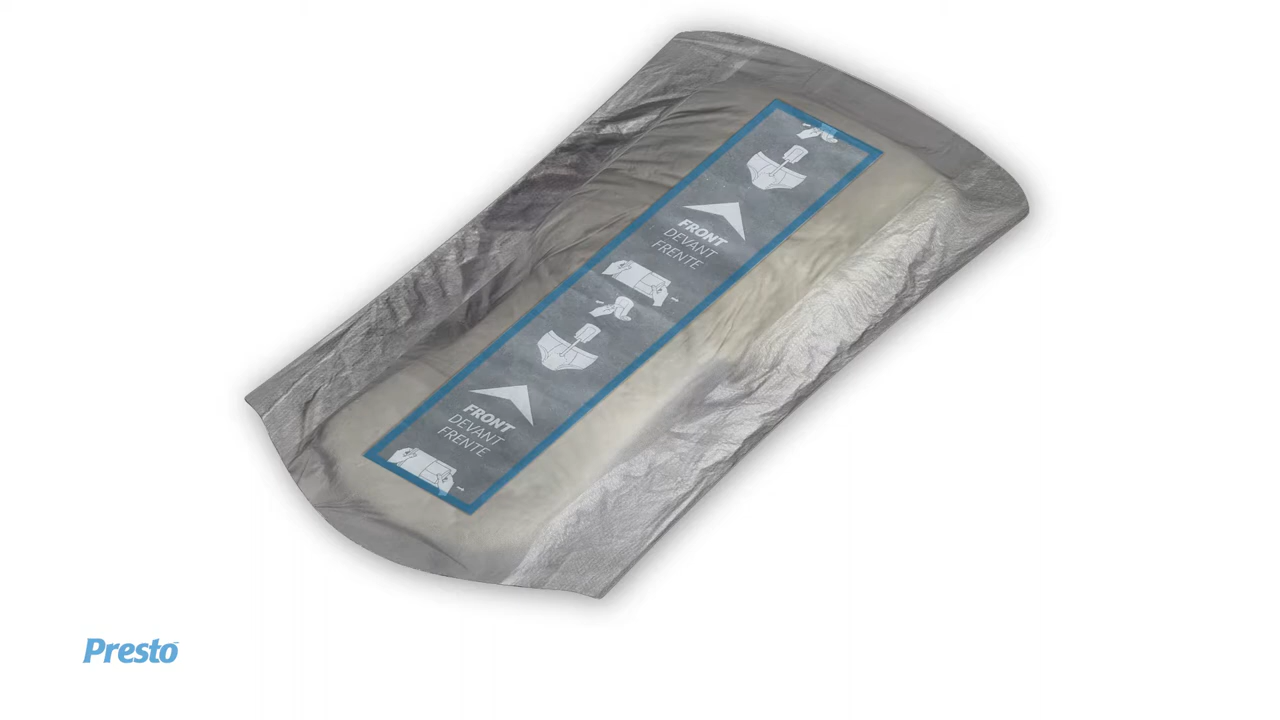 FRONT
DEVANT
FRENTE
FRONT
DEVANT
FRENTE
Presto